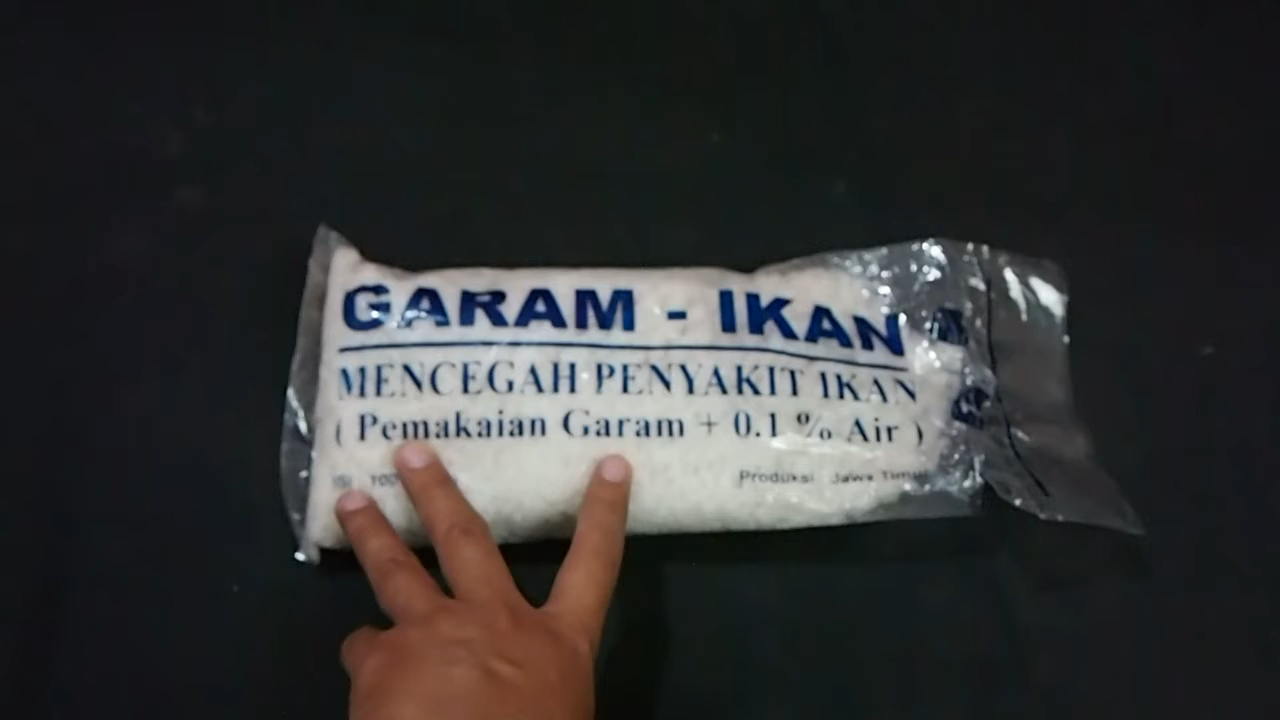 GARAM - IKAN
MENCEGAH PENYAKIT IKAN
( Pemakaian Garam + 0.1 % Air )
Produksi Jawa Timur